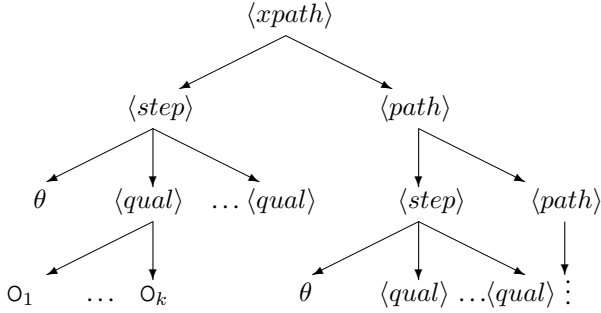 ⟨xpath⟩
⟨step⟩ ⟨path⟩
θ ⟨qual⟩ ... ⟨qual⟩ ⟨step⟩ ⟨path⟩
O₁ ... Oₖ θ ⟨qual⟩ ...⟨qual⟩ ⋮